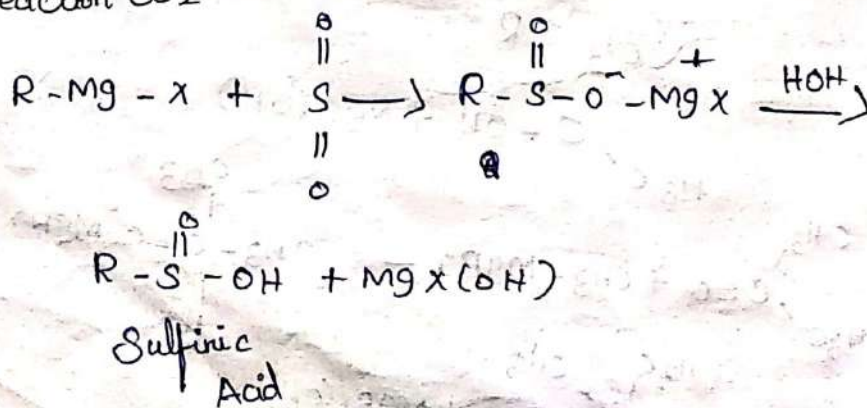 O O
|| ||
R-Mg-X + S → R-S-O⁻-Mg⁺X HOH→
||
O
O
||
R-S-OH + MgX(OH)
Sulfinic
Acid